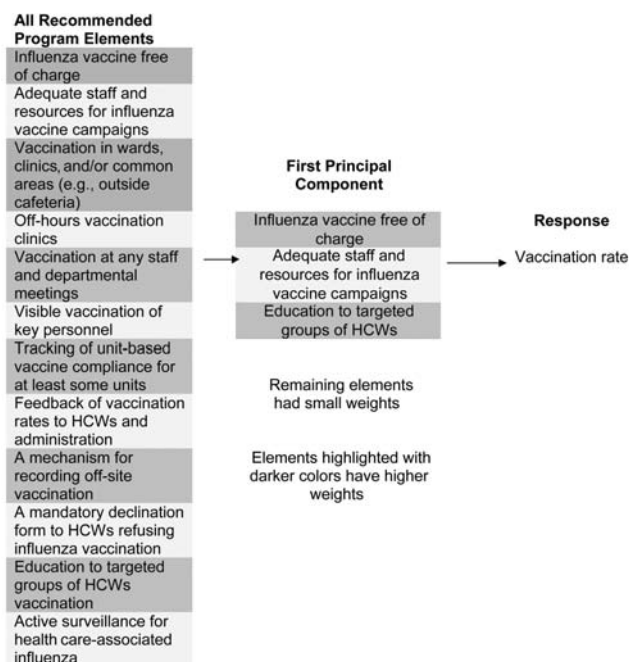 All Recommended
Program Elements
Influenza vaccine free
of charge
Adequate staff and
resources for influenza
vaccine campaigns
Vaccination in wards,
clinics, and/or common
areas (e.g., outside
cafeteria)
Off-hours vaccination
clinics
Vaccination at any staff
and departmental
meetings
Visible vaccination of
key personnel
Tracking of unit-based
vaccine compliance for
at least some units
Feedback of vaccination
rates to HCWs and
administration
A mechanism for
recording off-site
vaccination
A mandatory declination
form to HCWs refusing
influenza vaccination
Education to targeted
groups of HCWs
vaccination
Active surveillance for
health care-associated
influenza
First Principal
Component
Influenza vaccine free of
charge
Adequate staff and
resources for influenza
vaccine campaigns
Education to targeted
groups of HCWs
Remaining elements
had small weights
Elements highlighted with
darker colors have higher
weights
Response
Vaccination rate